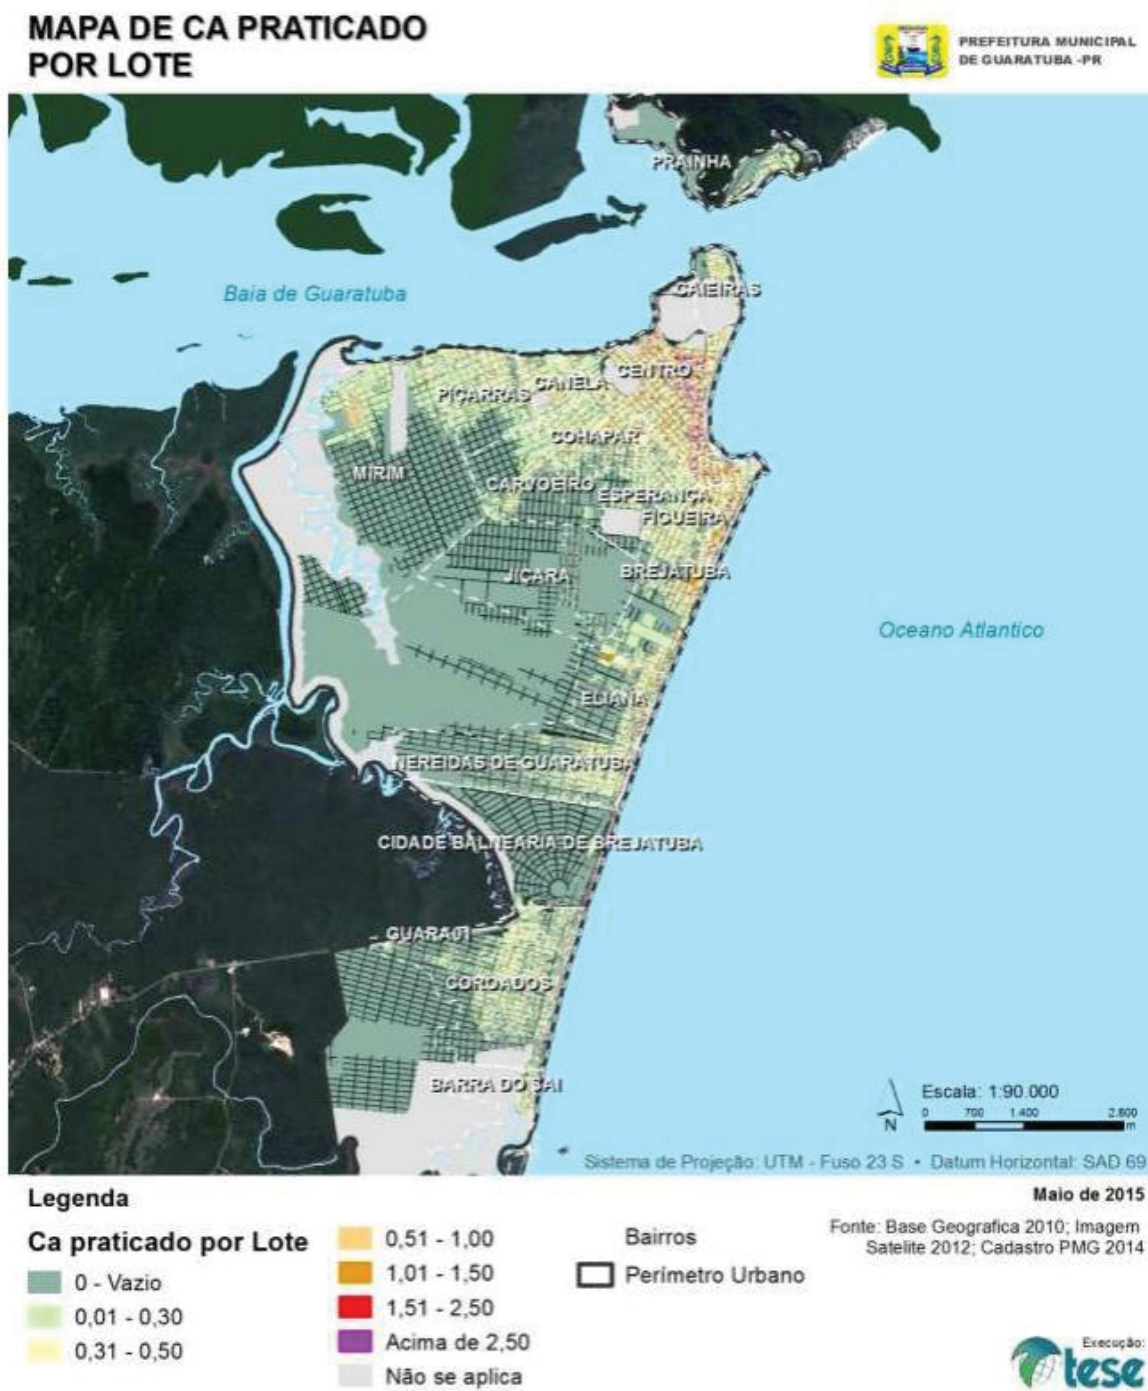 MAPA DE CA PRATICADO
POR LOTE
PREFEITURA MUNICIPAL
DE GUARATUBA -PR
PRAINHA
CAIEIRAS
Baia de Guaratuba
CENTRO
CANELA
PIÇARRAS
COHAPAR
MIRIM
CARVOEIRO
ESPERANÇA
FIGUEIRA
JIÇARA
BREJATUBA
Oceano Atlantico
ELIANA
NEREIDAS DE GUARATUBA
CIDADE BALNEARIA DE BREJATUBA
GUARA01
COROADOS
BARRA DO SAI
Escala: 1:90.000
0 700 1.400 2.800
m
N
Sistema de Projeção: UTM - Fuso 23 S • Datum Horizontal: SAD 69
Maio de 2015
Fonte: Base Geografica 2010; Imagem
Satelite 2012; Cadastro PMG 2014
Legenda
Ca praticado por Lote
0 - Vazio
0,01 - 0,30
0,31 - 0,50
0,51 - 1,00
1,01 - 1,50
1,51 - 2,50
Acima de 2,50
Não se aplica
Bairros
Perímetro Urbano
Execução:
tese